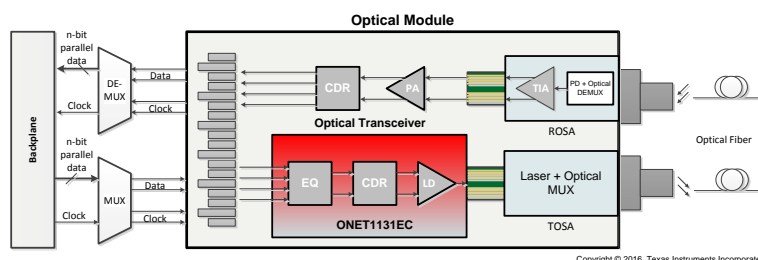 Optical Module
n-bit
parallel
data
DE-
MUX
Data
Clock
Clock
CDR
PA
TIA
PD + Optical
DEMUX
ROSA
Optical Transceiver
Backplane
Optical Fiber
n-bit
parallel
data
MUX
Data
Clock
Clock
EQ
CDR
LD
ONET1131EC
Laser + Optical
MUX
TOSA
Copyright © 2016, Texas Instruments Incorporate